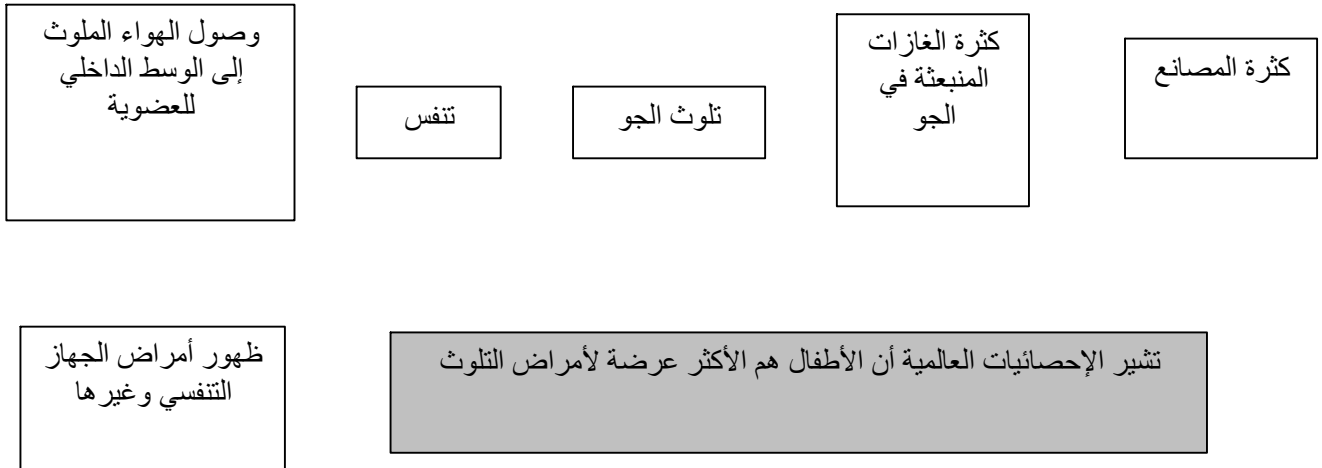 كثرة المصانع
كثرة الغازات
المنبعثة في
الجو
تلوث الجو
تنفس
وصول الهواء الملوث
إلى الوسط الداخلي
للعضوية
تشير الإحصائيات العالمية أن الأطفال هم الأكثر عرضة لأمراض التلوث
ظهور أمراض الجهاز
التنفسي وغيرها